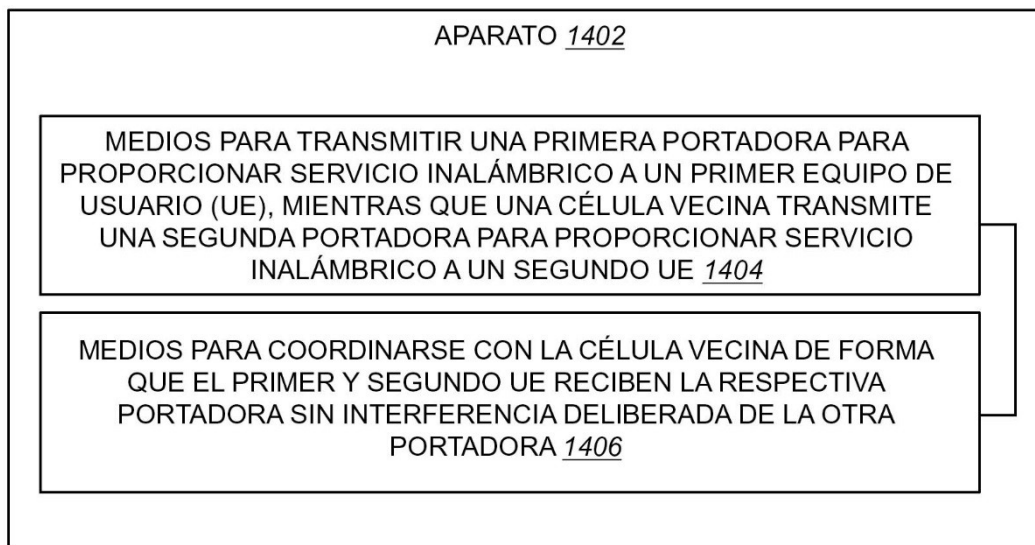 APARATO 1402
MEDIOS PARA TRANSMITIR UNA PRIMERA PORTADORA PARA
PROPORCIONAR SERVICIO INALÁMBRICO A UN PRIMER EQUIPO DE
USUARIO (UE), MIENTRAS QUE UNA CÉLULA VECINA TRANSMITE
UNA SEGUNDA PORTADORA PARA PROPORCIONAR SERVICIO
INALÁMBRICO A UN SEGUNDO UE 1404
MEDIOS PARA COORDINARSE CON LA CÉLULA VECINA DE FORMA
QUE EL PRIMER Y SEGUNDO UE RECIBEN LA RESPECTIVA
PORTADORA SIN INTERFERENCIA DELIBERADA DE LA OTRA
PORTADORA 1406